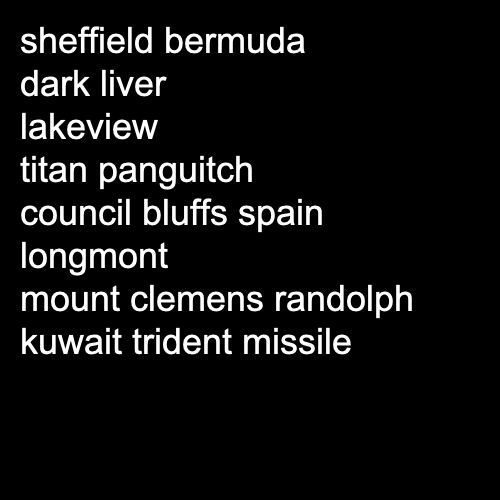 sheffield bermuda
dark liver
lakeview
titan panguitch
council bluffs spain
longmont
mount clemens randolph
kuwait trident missile